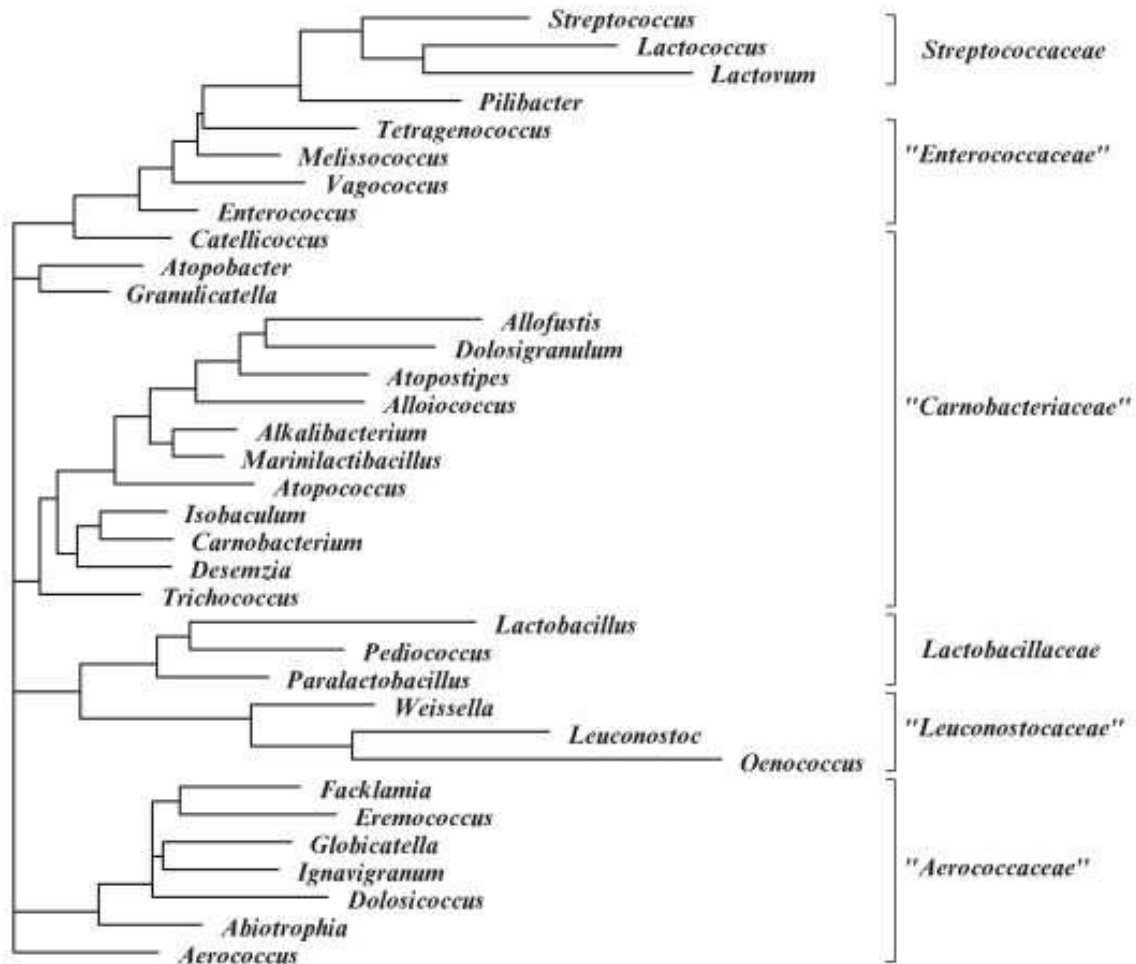 Streptococcus
Lactococcus
Streptococcaceae
Lactovum
Pilibacter
Tetragenococcus
Melissococcus
"Enterococcaceae"
Vagococcus
Enterococcus
Catellicoccus
Atopobacter
Granulicatella
Allofustis
Dolosigranulum
Atopostipes
Alloiococcus
"Carnobacteriaceae"
Alkalibacterium
Marinilactibacillus
Atopococcus
Isobaculum
Carnobacterium
Desemzia
Trichococcus
Lactobacillus
Pediococcus
Lactobacillaceae
Paralactobacillus
Weissella
Leuconostoc
"Leuconostocaceae"
Oenococcus
Facklamia
Eremococcus
Globicatella
Ignavigranum
"Aerococcaceae"
Dolosicoccus
Abiotrophia
Aerococcus